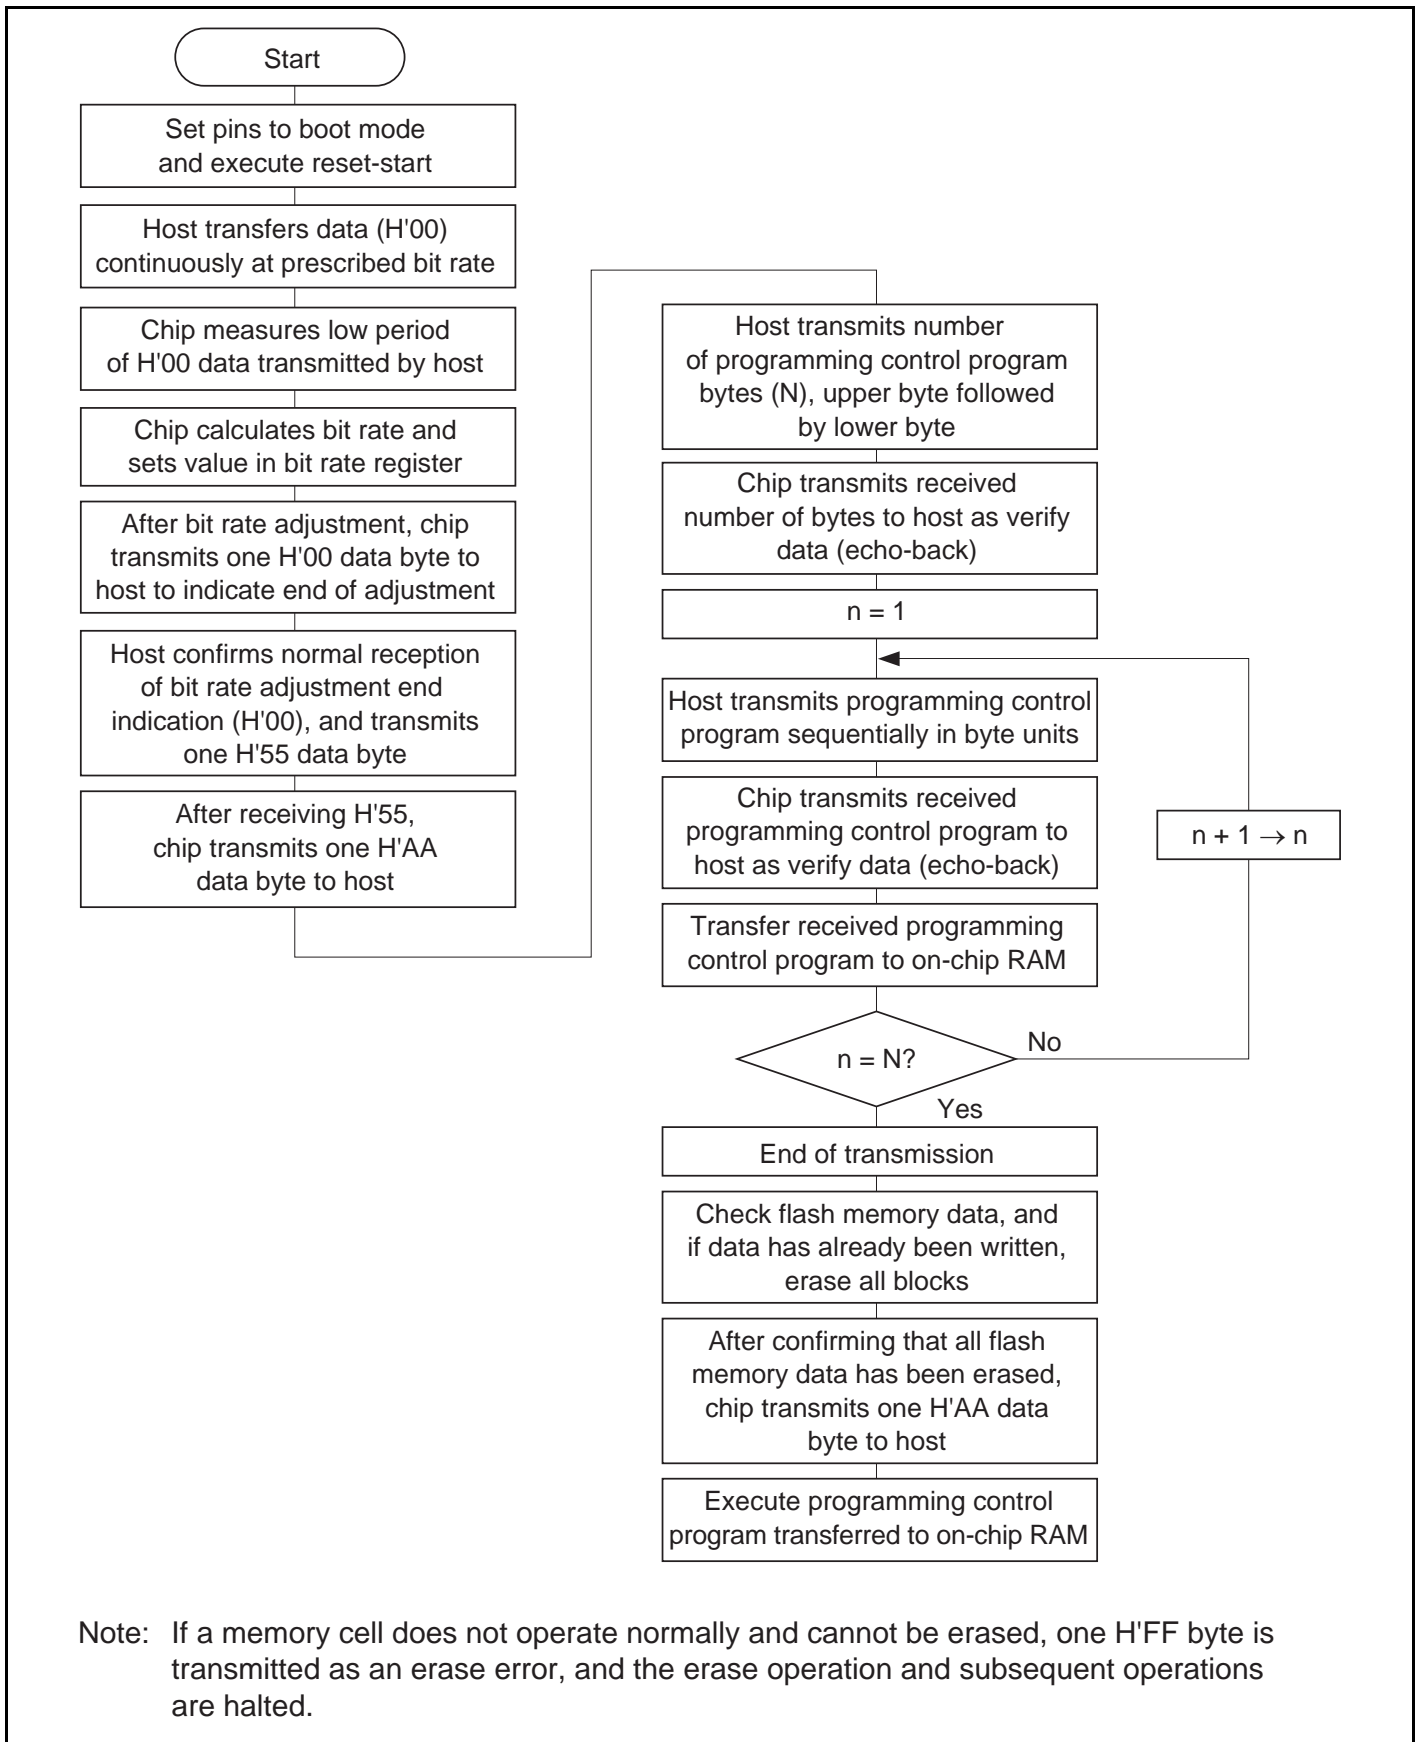 Start
Set pins to boot mode
and execute reset-start
Host transfers data (H'00)
continuously at prescribed bit rate
Chip measures low period
of H'00 data transmitted by host
Chip calculates bit rate and
sets value in bit rate register
After bit rate adjustment, chip
transmits one H'00 data byte to
host to indicate end of adjustment
Host confirms normal reception
of bit rate adjustment end
indication (H'00), and transmits
one H'55 data byte
After receiving H'55,
chip transmits one H'AA
data byte to host
Host transmits number
of programming control program
bytes (N), upper byte followed
by lower byte
Chip transmits received
number of bytes to host as verify
data (echo-back)
n = 1
Host transmits programming control
program sequentially in byte units
Chip transmits received
programming control program to
host as verify data (echo-back)
n + 1 → n
Transfer received programming
control program to on-chip RAM
n = N?
No
Yes
End of transmission
Check flash memory data, and
if data has already been written,
erase all blocks
After confirming that all flash
memory data has been erased,
chip transmits one H'AA data
byte to host
Execute programming control
program transferred to on-chip RAM
Note: If a memory cell does not operate normally and cannot be erased, one H'FF byte is
transmitted as an erase error, and the erase operation and subsequent operations
are halted.